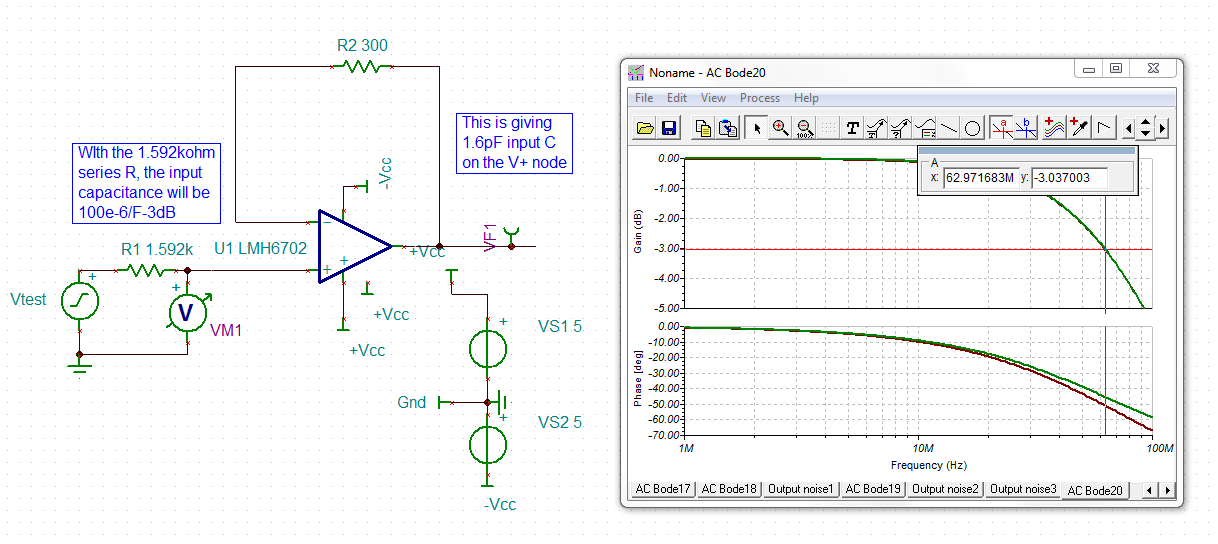 R2 300
This is giving
1.6pF input C
on the V+ node
WIth the 1.592kohm
series R, the input
capacitance will be
100e-6/F-3dB
-Vcc
R1 1.592k
U1 LMH6702
+Vcc
VF1
Vtest
VM1
V
+Vcc
+Vcc
VS1 5
Gnd
VS2 5
-Vcc
Noname - AC Bode20
File Edit View Process Help
100%
T
a
b
A
x: 62.971683M y: -3.037003
0.00
-1.00
-2.00
-3.00
-4.00
-5.00
Gain (dB)
0.00
-10.00
-20.00
-30.00
-40.00
-50.00
-60.00
-70.00
Phase [deg]
1M 10M 100M
Frequency (Hz)
AC Bode17 AC Bode18 Output noise1 AC Bode19 Output noise2 Output noise3 AC Bode20